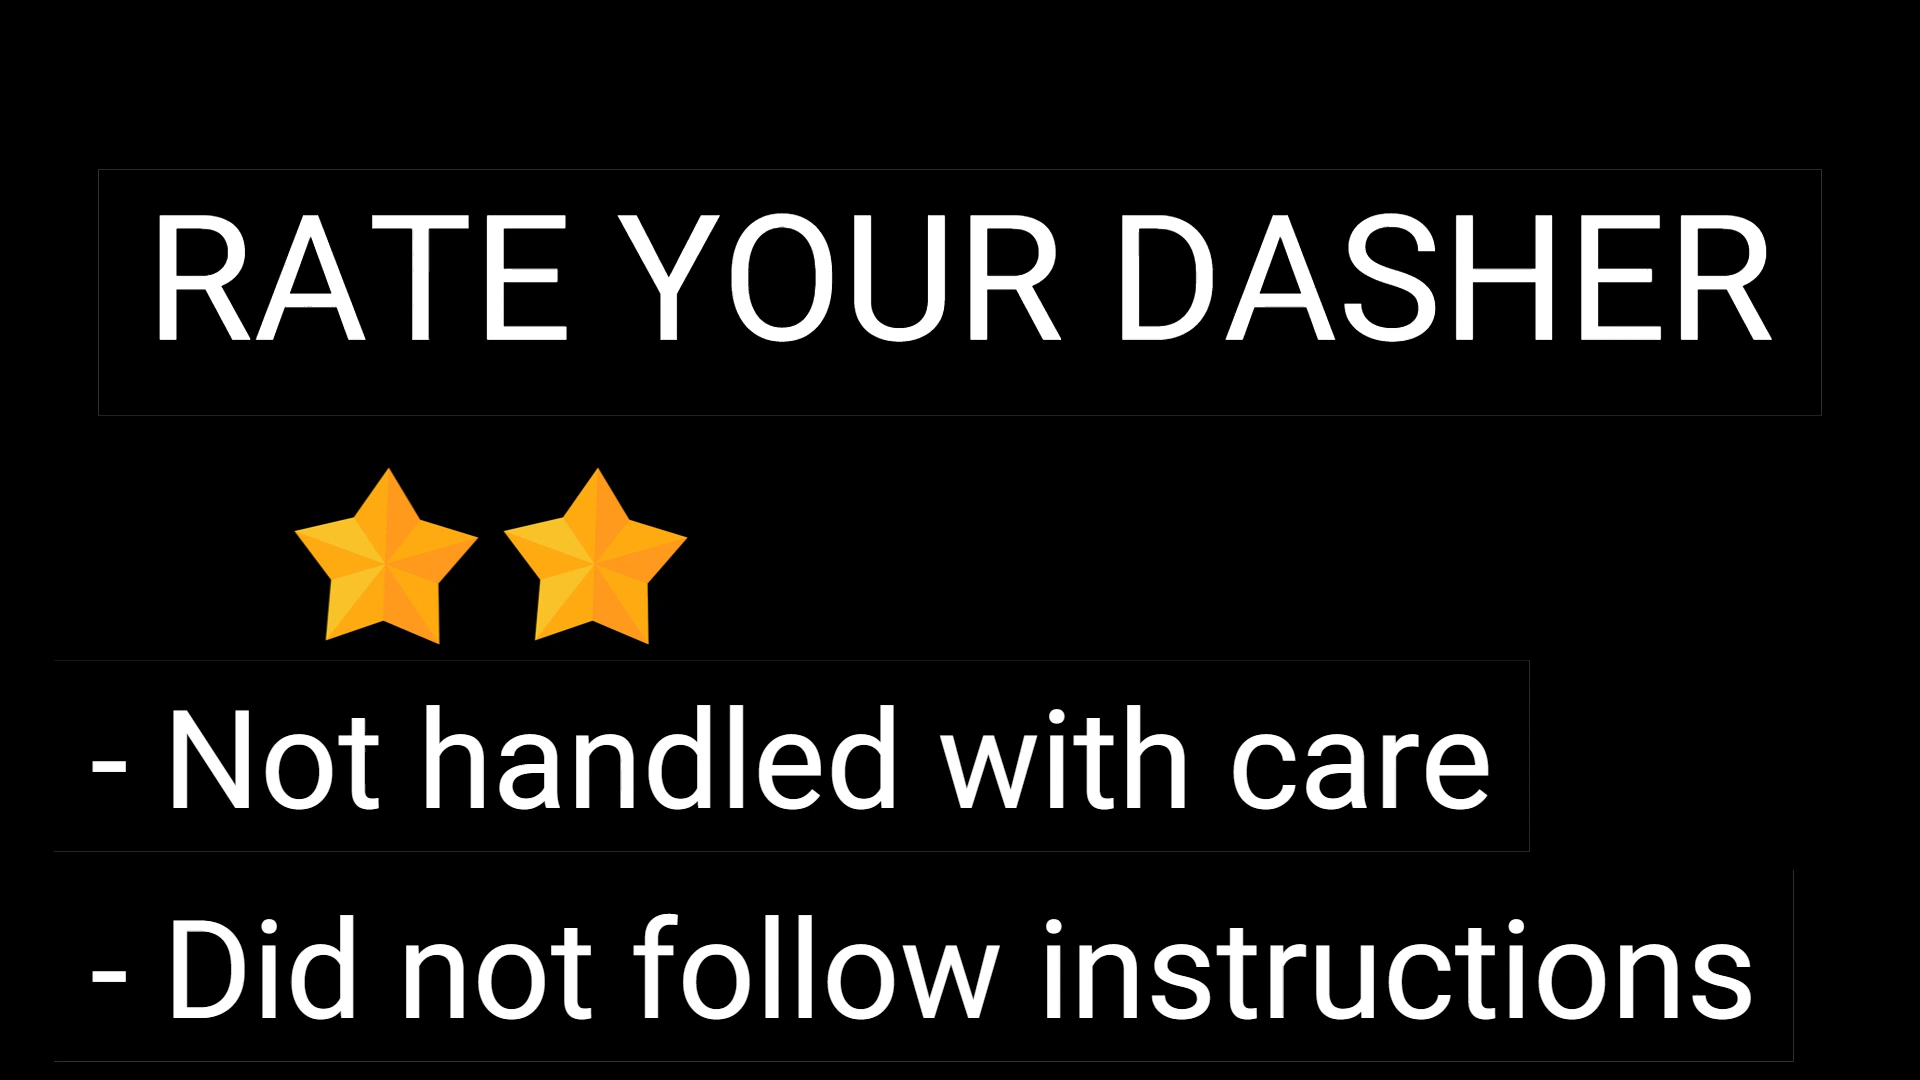 RATE YOUR DASHER
- Not handled with care
- Did not follow instructions